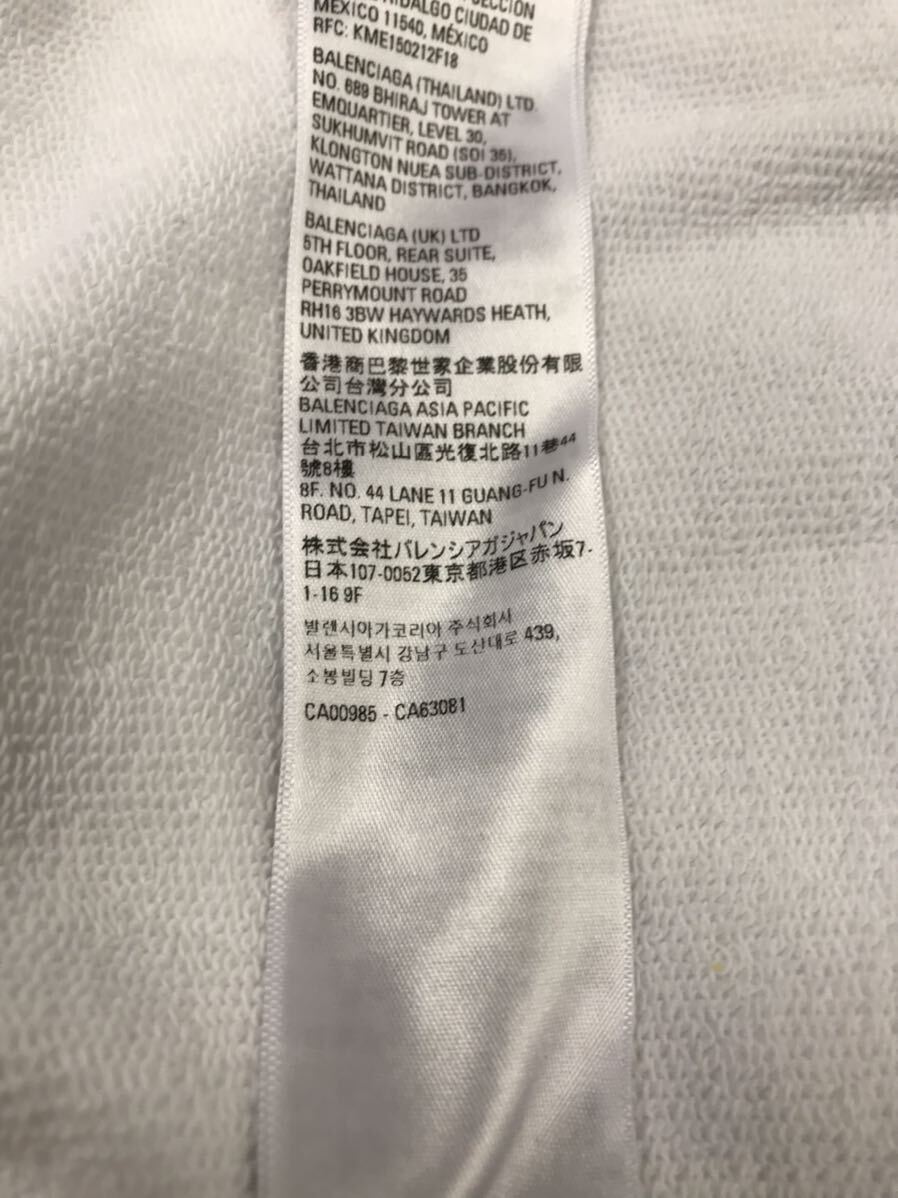 SECCIÓN
HIDALGO CIUDAD DE
MÉXICO 11540, MÉXICO
RFC: KME150212F18
BALENCIAGA (THAILAND) LTD.
NO. 689 BHIRAJ TOWER AT
EMQUARTIER, LEVEL 30,
SUKHUMVIT ROAD (SOI 35),
KLONGTON NUEA SUB-DISTRICT,
WATTANA DISTRICT, BANGKOK,
THAILAND
BALENCIAGA (UK) LTD
5TH FLOOR, REAR SUITE,
OAKFIELD HOUSE, 35
PERRYMOUNT ROAD
RH16 3BW HAYWARDS HEATH,
UNITED KINGDOM
香港商巴黎世家企業股份有限
公司台灣分公司
BALENCIAGA ASIA PACIFIC
LIMITED TAIWAN BRANCH
台北市松山區光復北路11巷44
號8樓
8F. NO. 44 LANE 11 GUANG-FU N.
ROAD, TAPEI, TAIWAN
株式会社バレンシアガジャパン
日本107-0052東京都港区赤坂7-
1-16 9F
발렌시아가코리아 주식회사
서울특별시 강남구 도산대로 439,
소봉빌딩 7층
CA00985 - CA63081